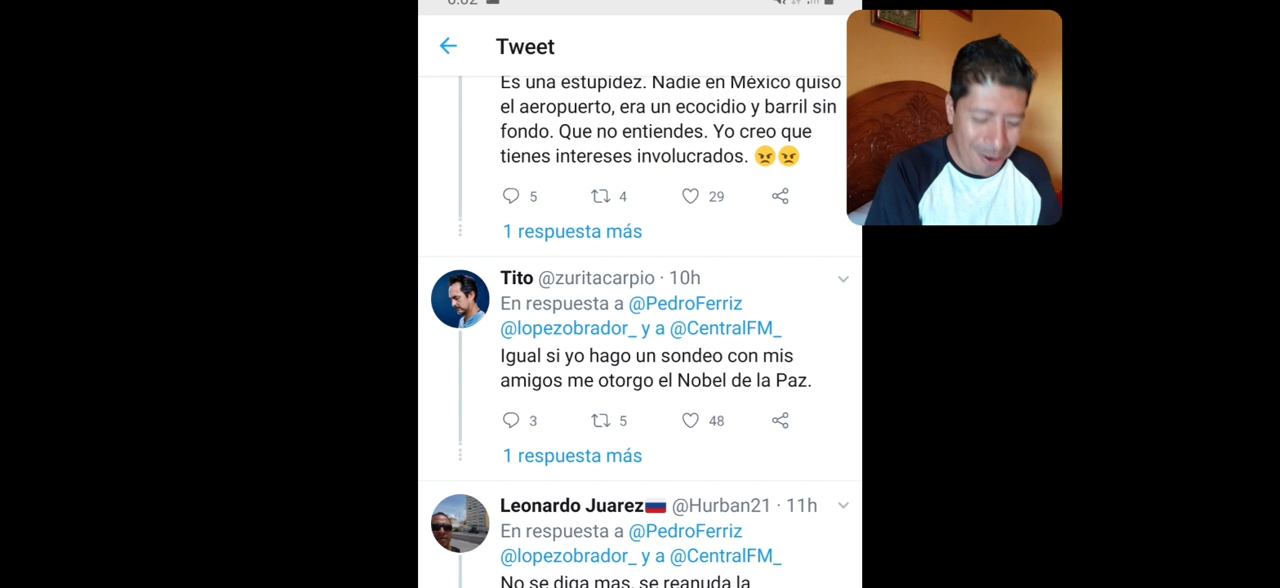 Tweet
Es una estupidez. Nadie en México quiso
el aeropuerto, era un ecocidio y barril sin
fondo. Que no entiendes. Yo creo que
tienes intereses involucrados. 😠😠
5 4 29
1 respuesta más
Tito @zuritacarpio · 10h
En respuesta a @PedroFerriz
@lopezobrador_ y a @CentralFM_
Igual si yo hago un sondeo con mis
amigos me otorgo el Nobel de la Paz.
3 5 48
1 respuesta más
Leonardo Juarez🇷🇺 @Hurban21 · 11h
En respuesta a @PedroFerriz
@lopezobrador_ y a @CentralFM_
No se diga mas, se reanuda la